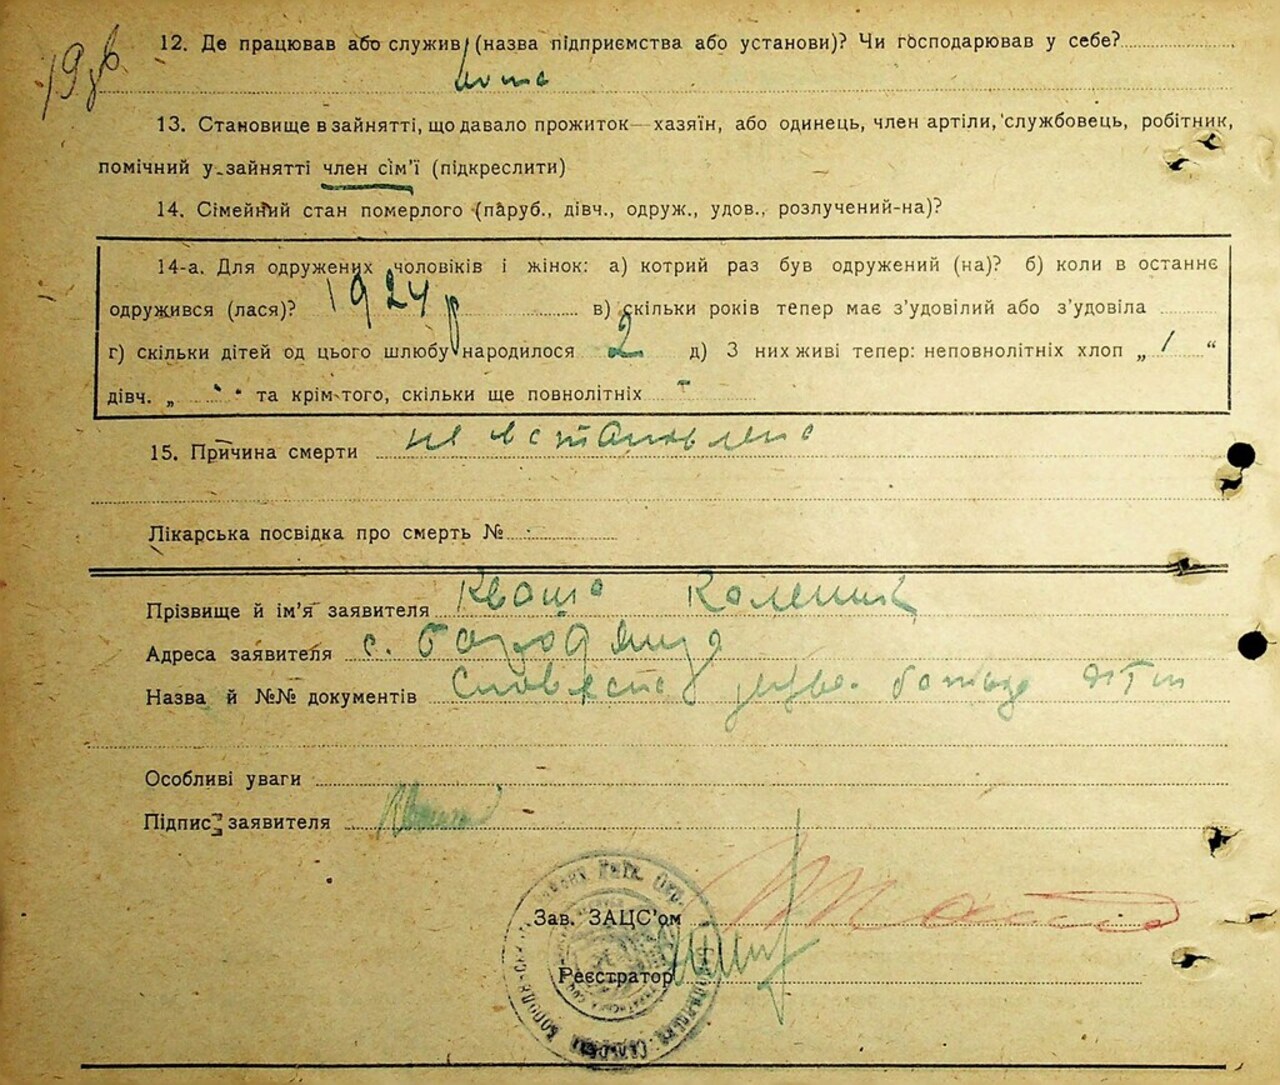 12. Де працював або служив (назва підприємства або установи)? Чи господарював у себе?
дома
13. Становище в зайнятті, що давало прожиток—хазяїн, або одинець, член артіли, службовець, робітник,
помічний у зайнятті член сім'ї (підкреслити)
14. Сімейний стан померлого (паруб., дівч., одруж., удов., розлучений-на)?
14-а. Для одружених чоловіків і жінок: а) котрий раз був одружений (на)? б) коли в останнє
одружився (лася)? 1924 р в) скільки років тепер має з'удовілий або з'удовіла
г) скільки дітей од цього шлюбу народилося 2 д) З них живі тепер: неповнолітніх хлоп „ 1 “
дівч. „ - “ та крім того, скільки ще повнолітніх -
15. Причина смерти не встановлено
Лікарська посвідка про смерть № -
Прізвище й ім'я заявителя Кваша Каленик
Адреса заявителя с. Бородянка
Назва й №№ документів
Особливі уваги
Підпис заявителя
Зав. ЗАЦС'ом
Реєстратор